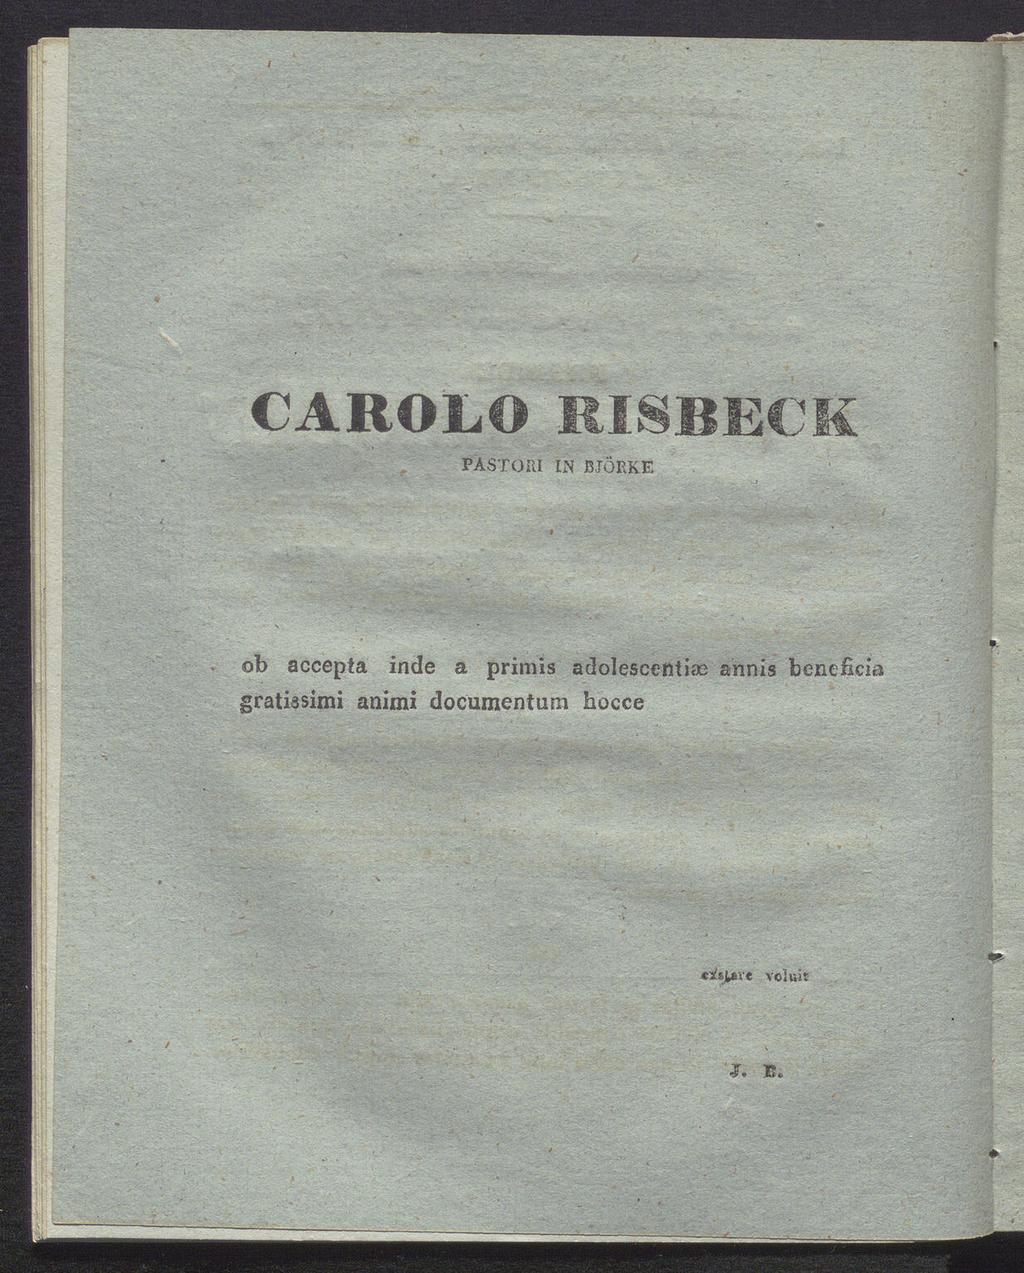 CAROLO RISBECK
PASTORI IN BJÖRKE
ob accepta inde a primis adolescentiæ annis beneficia
gratissimi animi documentum hocce
exstare voluit
J. E.